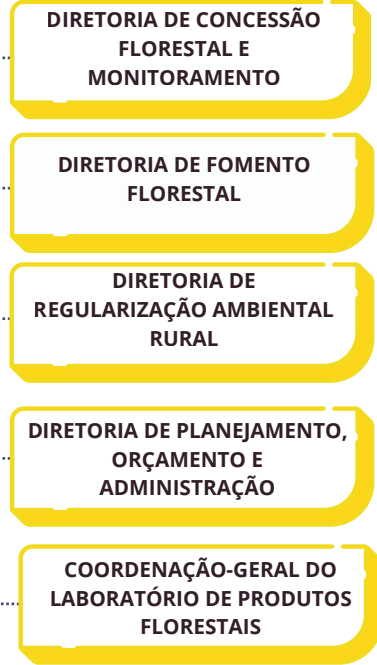 DIRETORIA DE CONCESSÃO
FLORESTAL E
MONITORAMENTO
DIRETORIA DE FOMENTO
FLORESTAL
DIRETORIA DE
REGULARIZAÇÃO AMBIENTAL
RURAL
DIRETORIA DE PLANEJAMENTO,
ORÇAMENTO E
ADMINISTRAÇÃO
COORDENAÇÃO-GERAL DO
LABORATÓRIO DE PRODUTOS
FLORESTAIS